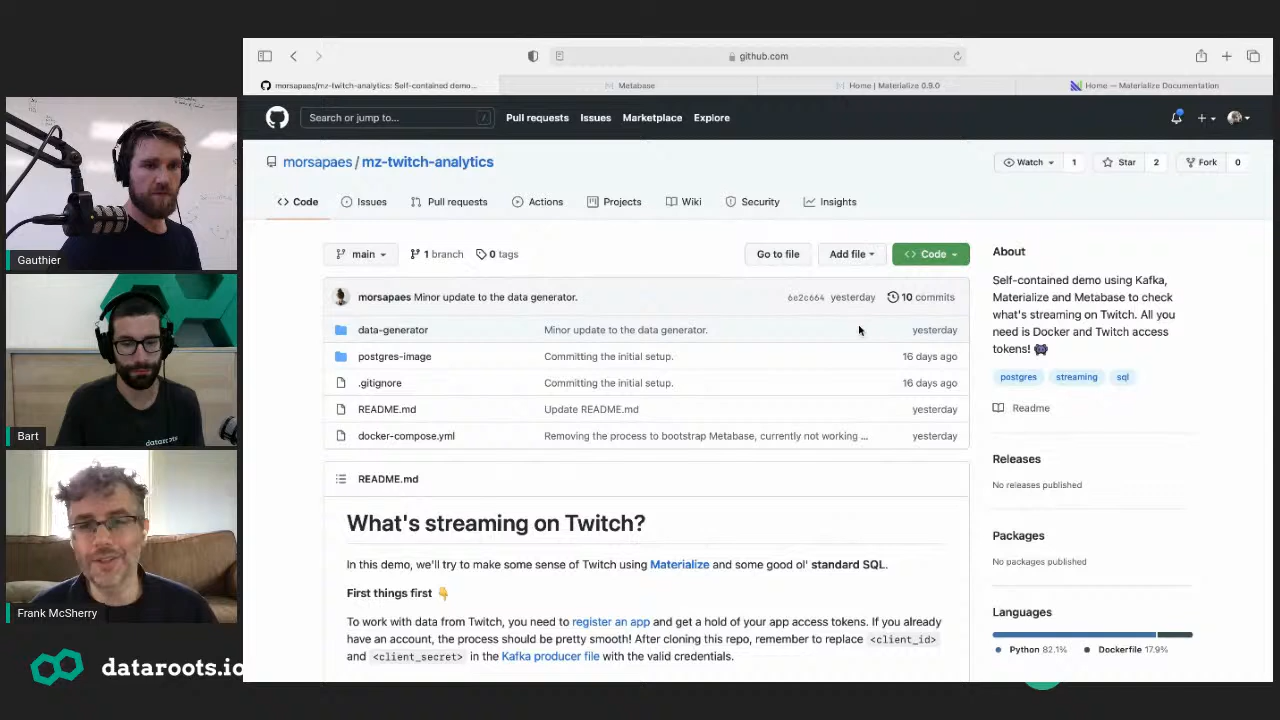 github.com
morsapaes/mz-twitch-analytics: Self-contained demo...
Metabase
Home | Materialize 0.9.0
Home — Materialize Documentation
Search or jump to...
/
Pull requests
Issues
Marketplace
Explore
morsapaes / mz-twitch-analytics
Watch
1
Star
2
Fork
0
Code
Issues
Pull requests
Actions
Projects
Wiki
Security
Insights
main
1 branch
0 tags
Go to file
Add file
Code
morsapaes Minor update to the data generator.
6e2c664 yesterday
10 commits
data-generator
Minor update to the data generator.
yesterday
postgres-image
Committing the initial setup.
16 days ago
.gitignore
Committing the initial setup.
16 days ago
README.md
Update README.md
yesterday
docker-compose.yml
Removing the process to bootstrap Metabase, currently not working ...
yesterday
README.md
What's streaming on Twitch?
In this demo, we'll try to make some sense of Twitch using Materialize and some good ol' standard SQL.
First things first 👇
To work with data from Twitch, you need to register an app and get a hold of your app access tokens. If you already
have an account, the process should be pretty smooth! After cloning this repo, remember to replace <client_id>
and <client_secret> in the Kafka producer file with the valid credentials.
About
Self-contained demo using Kafka,
Materialize and Metabase to check
what's streaming on Twitch. All you
need is Docker and Twitch access
tokens! 👾
postgres
streaming
sql
Readme
Releases
No releases published
Packages
No packages published
Languages
Python 82.1%
Dockerfile 17.9%
Gauthier
dataroots
Bart
Frank McSherry
dataroots.io